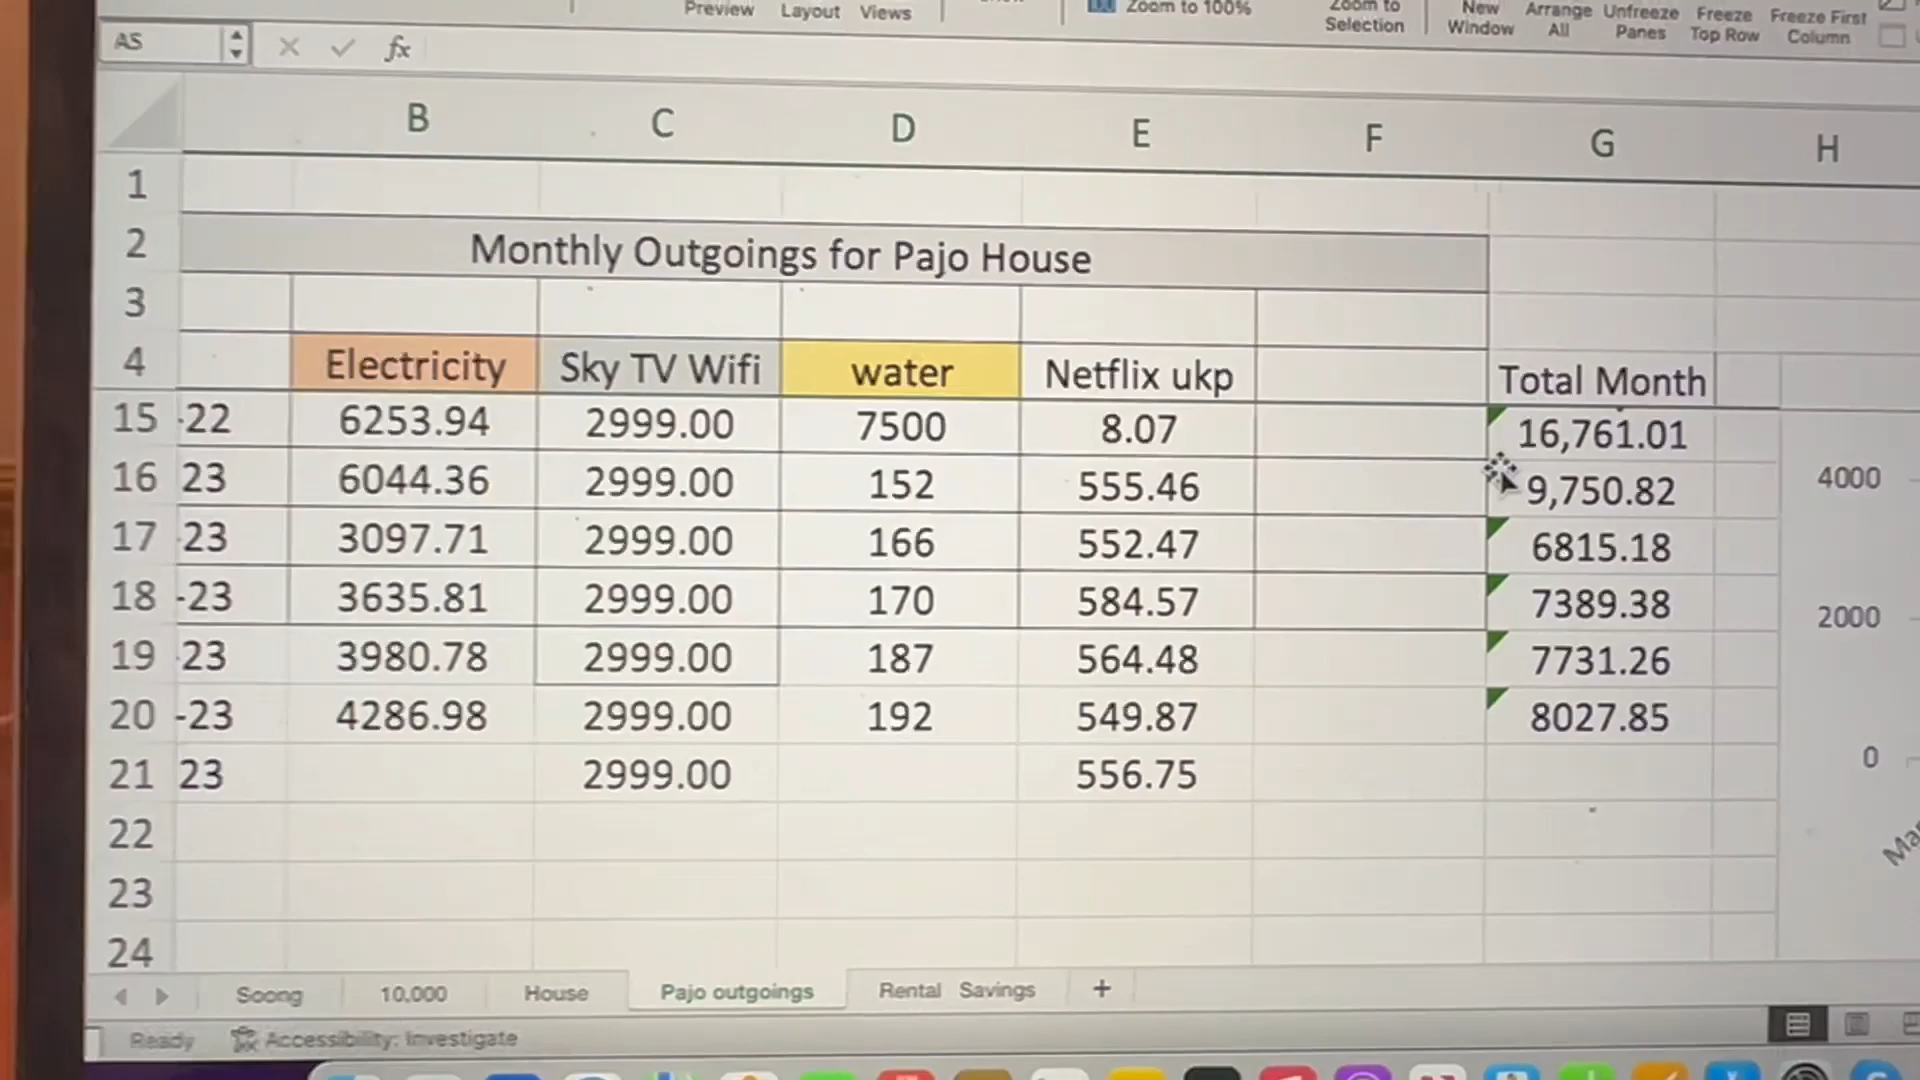 Preview Layout Views Zoom to 100% Zoom to Selection New Window Arrange All Unfreeze Panes Freeze Top Row Freeze First Column
A5 fx
B C D E F G H
1
2 Monthly Outgoings for Pajo House
3
4 Electricity Sky TV Wifi water Netflix ukp Total Month
15 -22 6253.94 2999.00 7500 8.07 16,761.01
16 23 6044.36 2999.00 152 555.46 9,750.82 4000
17 23 3097.71 2999.00 166 552.47 6815.18
18 -23 3635.81 2999.00 170 584.57 7389.38 2000
19 23 3980.78 2999.00 187 564.48 7731.26
20 -23 4286.98 2999.00 192 549.87 8027.85 0
21 23 2999.00 556.75
22
23
24
Soong 10,000 House Pajo outgoings Rental Savings +
Ready Accessibility: Investigate